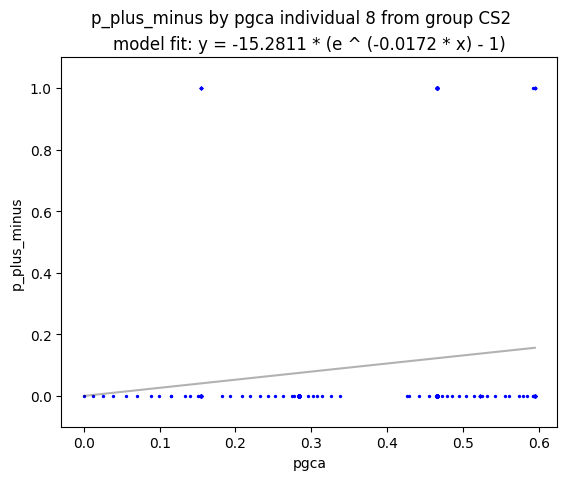 p_plus_minus by pgca individual 8 from group CS2
model fit: y = -15.2811 * (e ^ (-0.0172 * x) - 1)
1.0
0.8
0.6
0.4
0.2
0.0
p_plus_minus
0.0 0.1 0.2 0.3 0.4 0.5 0.6
pgca